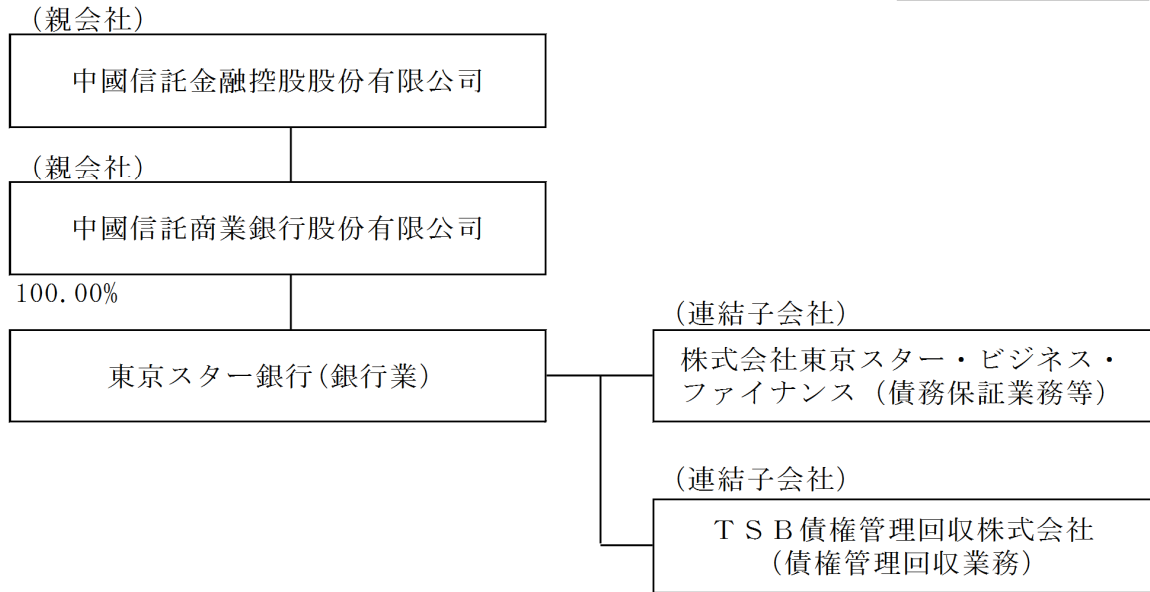 (親会社)
中國信託金融控股股份有限公司
(親会社)
中國信託商業銀行股份有限公司
100.00%
東京スター銀行(銀行業)
(連結子会社)
株式会社東京スター・ビジネス・
ファイナンス(債務保証業務等)
(連結子会社)
TSB債権管理回収株式会社
(債権管理回収業務)